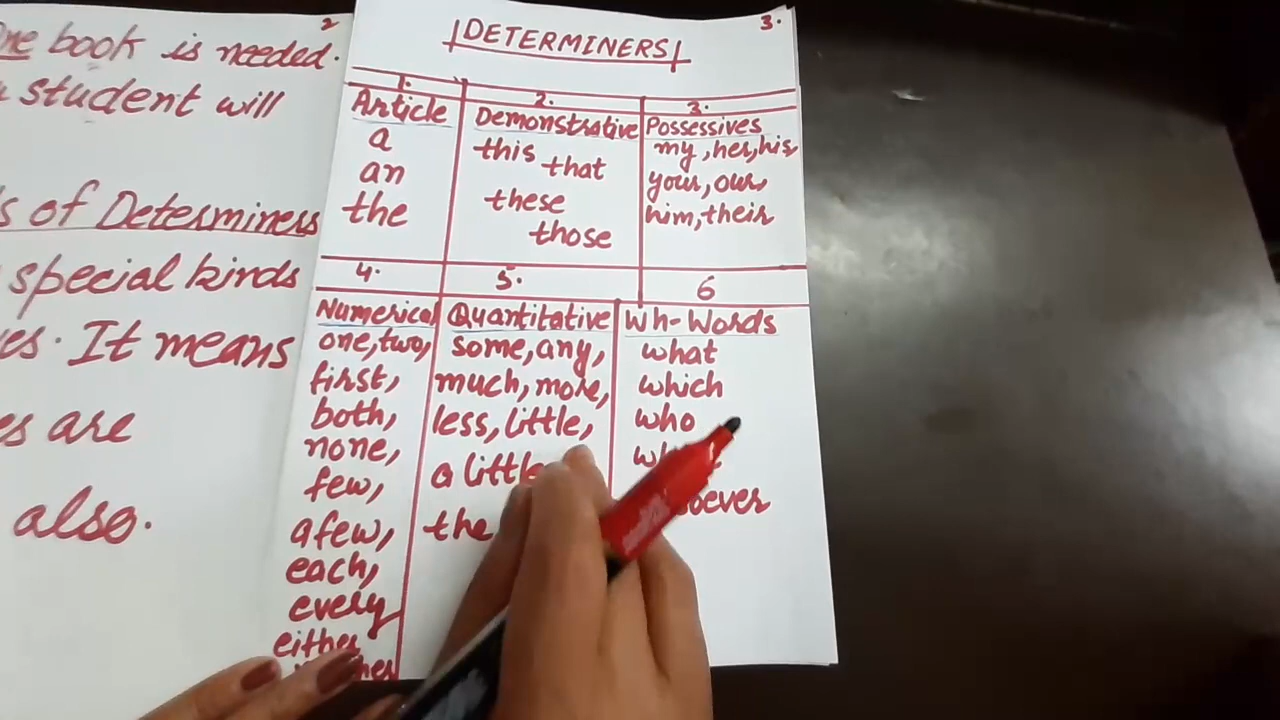 2
One book is needed.
student will
s of Determiners
special kinds
es. It means
es are
also.
3.
DETERMINERS
1.
Article
a
an
the
2.
Demonstrative
this
that
these
those
3.
Possessives
my, her, his,
your, our,
him, their
4.
Numerical
one, two,
first,
both,
none,
few,
a few,
each,
every
either
5.
Quantitative
some, any,
much, more,
less, little,
a little
the
6
Wh-Words
what
which
who